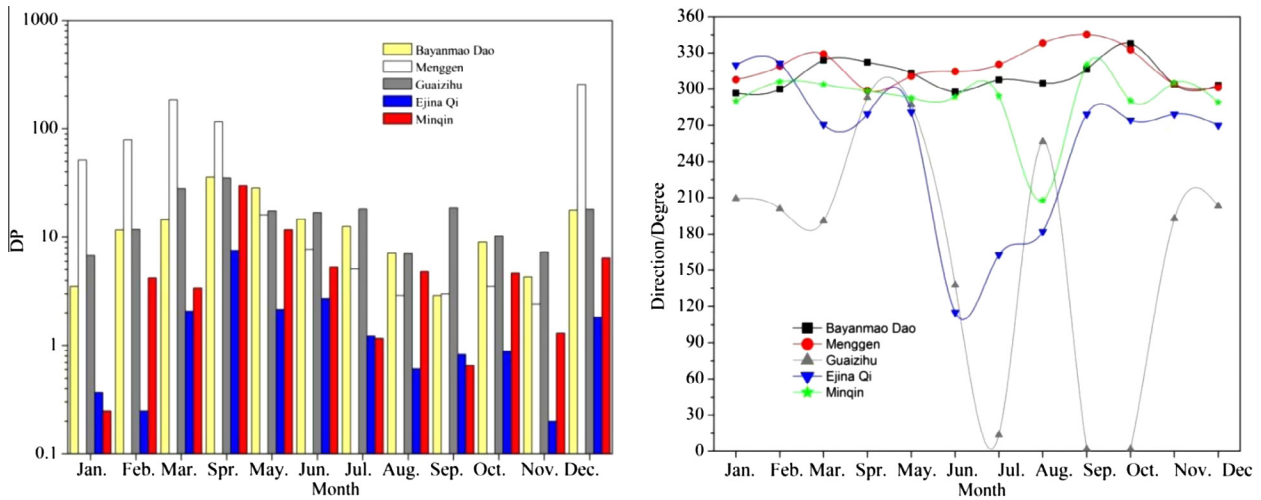 1000
100
10
1
0.1
DP
Bayanmao Dao
Menggen
Guaizihu
Ejina Qi
Minqin
Jan. Feb. Mar. Spr. May. Jun. Jul. Aug. Sep. Oct. Nov. Dec.
Month
360
330
300
270
240
210
180
150
120
90
60
30
0
Direction/Degree
Bayanmao Dao
Menggen
Guaizihu
Ejina Qi
Minqin
Jan. Feb. Mar. Spr. May. Jun. Jul. Aug. Sep. Oct. Nov. Dec
Month